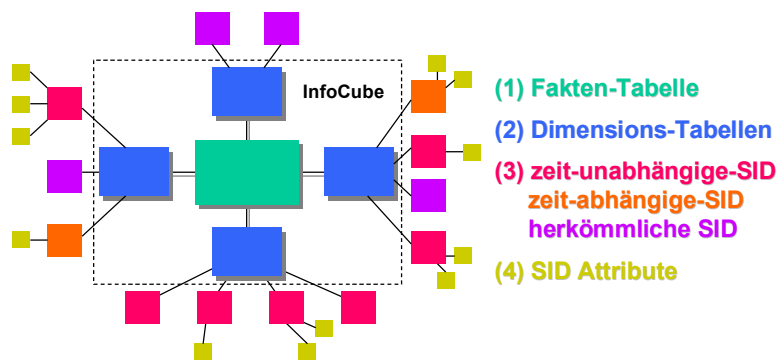 InfoCube
(1) Fakten-Tabelle
(2) Dimensions-Tabellen
(3) zeit-unabhängige-SID
zeit-abhängige-SID
herkömmliche SID
(4) SID Attribute